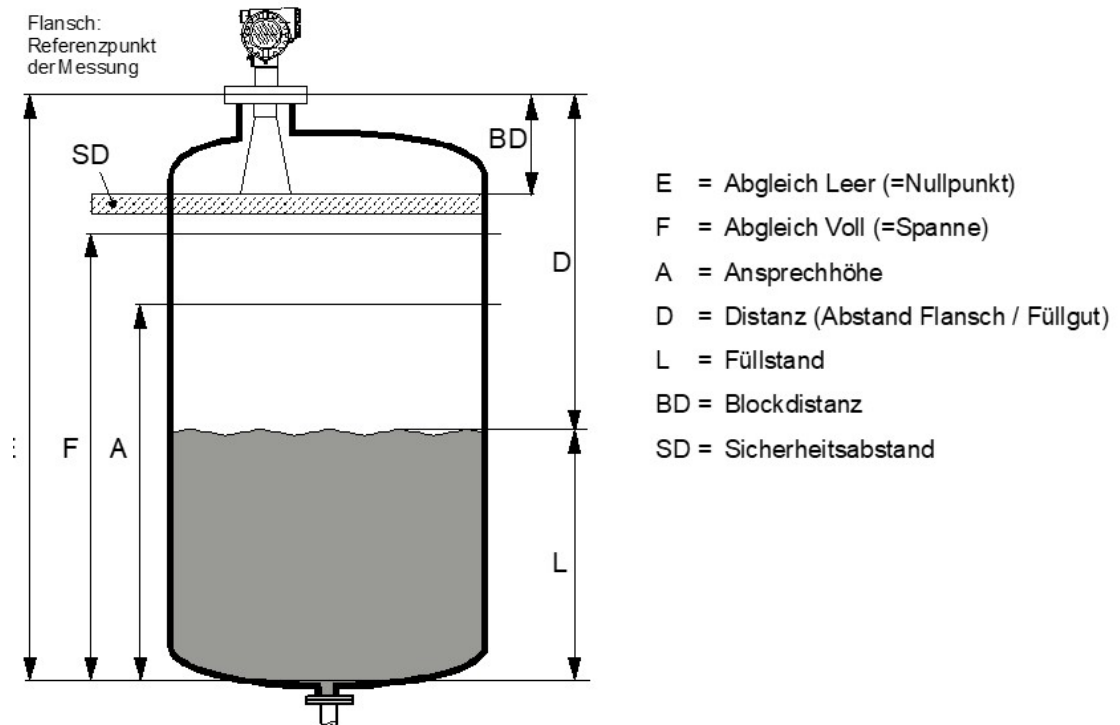 Flansch:
Referenzpunkt
der Messung
BD
SD
E = Abgleich Leer (=Nullpunkt)
F = Abgleich Voll (=Spanne)
D
A = Ansprechhöhe
D = Distanz (Abstand Flansch / Füllgut)
L = Füllstand
BD = Blockdistanz
F
A
SD = Sicherheitsabstand
L